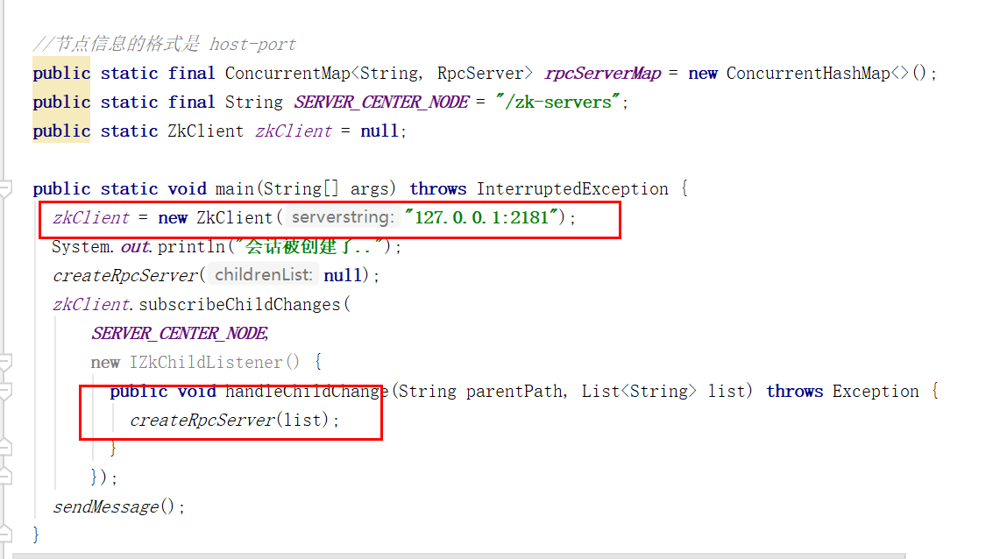 //节点信息的格式是 host-port
public static final ConcurrentMap<String, RpcServer> rpcServerMap = new ConcurrentHashMap<>();
public static final String SERVER_CENTER_NODE = "/zk-servers";
public static ZkClient zkClient = null;
public static void main(String[] args) throws InterruptedException {
zkClient = new ZkClient( serverstring: "127.0.0.1:2181");
System.out.println("会话被创建了..");
createRpcServer( childrenList: null);
zkClient.subscribeChildChanges(
SERVER_CENTER_NODE,
new IZkChildListener() {
public void handleChildChange(String parentPath, List<String> list) throws Exception {
createRpcServer(list);
}
});
sendMessage();
}